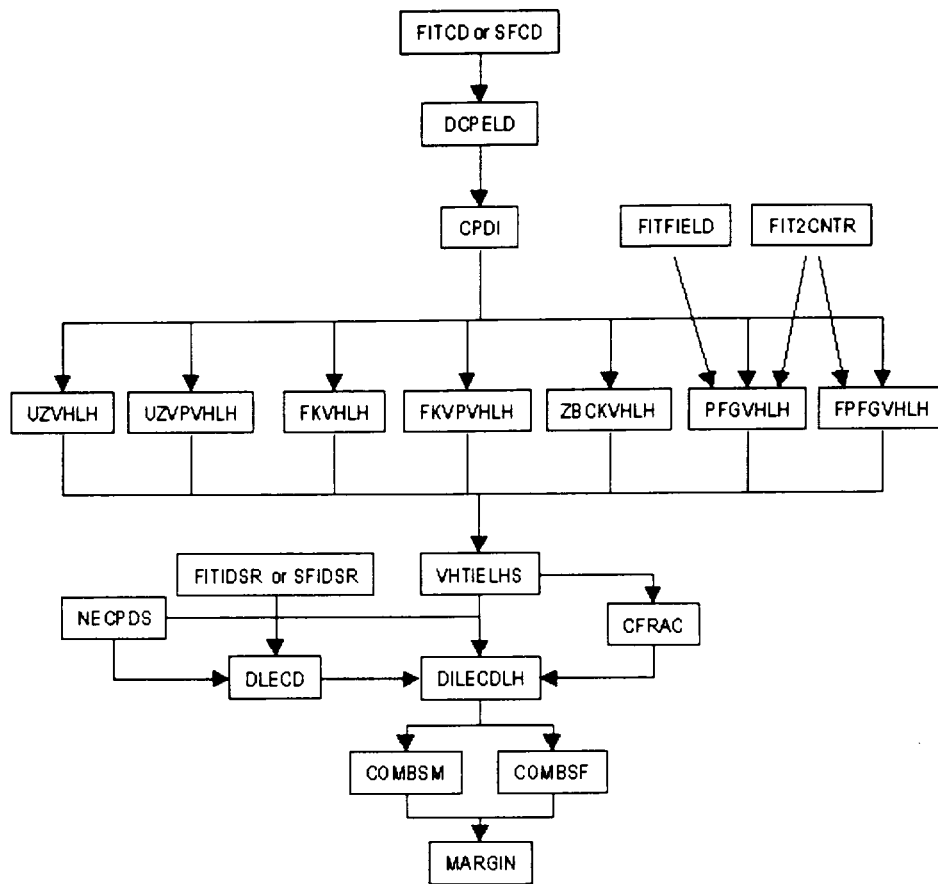 FITCD or SFCD
DCPELD
CPDI
FITFIELD
FIT2CNTR
UZVHLH
UZVPVHLH
FKVHLH
FKVPVHLH
ZBCKVHLH
PFGVHLH
FPFGVHLH
FITIDSR or SFIDSR
VHTIELHS
NECPDS
CFRAC
DLECD
DILECDLH
COMBSM
COMBSF
MARGIN